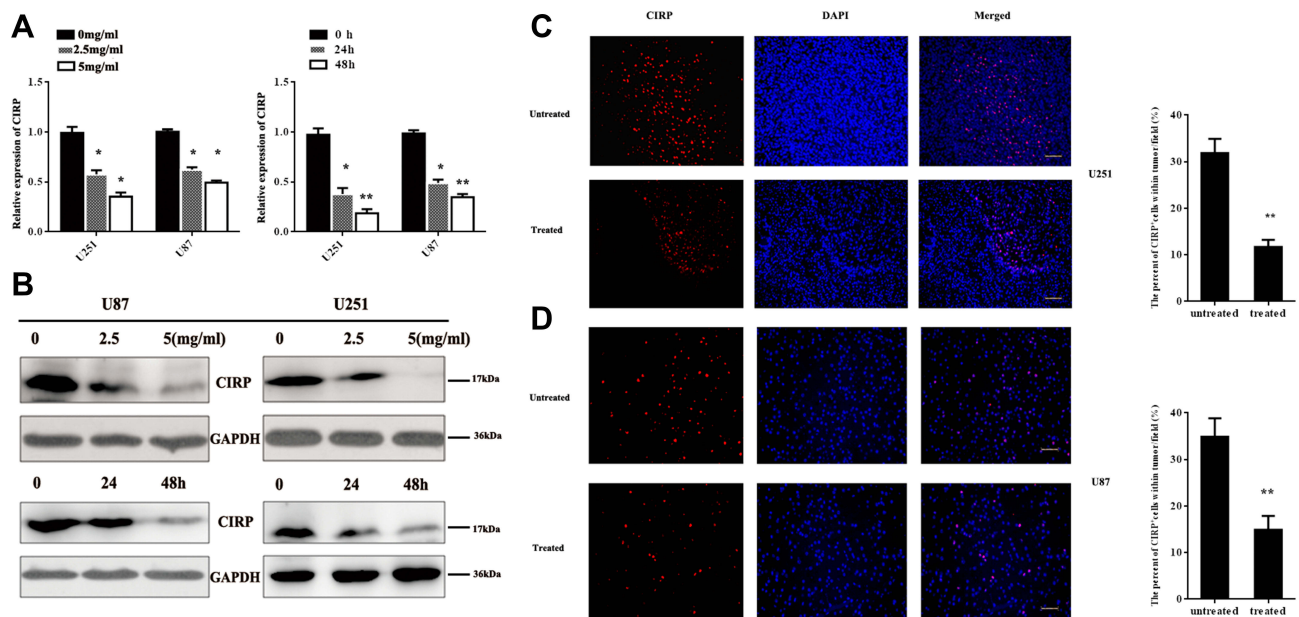 A
0mg/ml
2.5mg/ml
5mg/ml
Relative expression of CIRP
1.5
1.0
0.5
0.0
*
*
*
*
U251
U87
0 h
24h
48h
Relative expression of CIRP
1.5
1.0
0.5
0.0
*
**
*
**
U251
U87
B
U87
U251
0 2.5 5(mg/ml)
0 2.5 5(mg/ml)
CIRP
17kDa
GAPDH
36kDa
0 24 48h
0 24 48h
CIRP
17kDa
GAPDH
36kDa
C
CIRP DAPI Merged
Untreated
Treated
U251
The percent of CIRP+cells within tumor/field (%)
40
30
20
10
0
**
untreated treated
D
Untreated
Treated
U87
The percent of CIRP+cells within tumor/field (%)
50
40
30
20
10
0
**
untreated treated